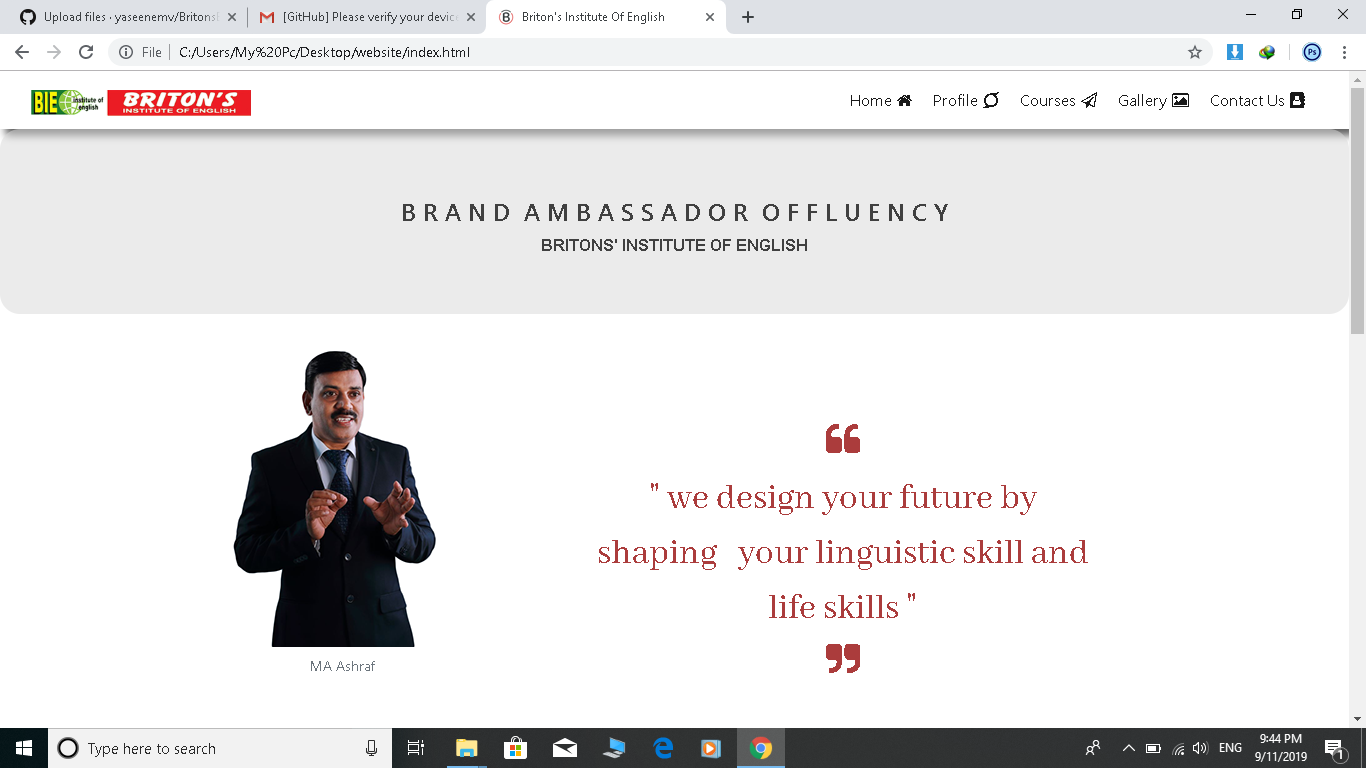 Upload files · yaseenemv/Britons
[GitHub] Please verify your device
Briton's Institute Of English
File
C:/Users/My%20Pc/Desktop/website/index.html
Ps
BIE institute of english
BRITON'S
INSTITUTE OF ENGLISH
Home
Profile
Courses
Gallery
Contact Us
BRAND AMBASSADOR OFFLUENCY
BRITONS' INSTITUTE OF ENGLISH
“
" we design your future by
shaping your linguistic skill and
life skills "
”
MA Ashraf
Type here to search
ENG
9:44 PM
9/11/2019
1